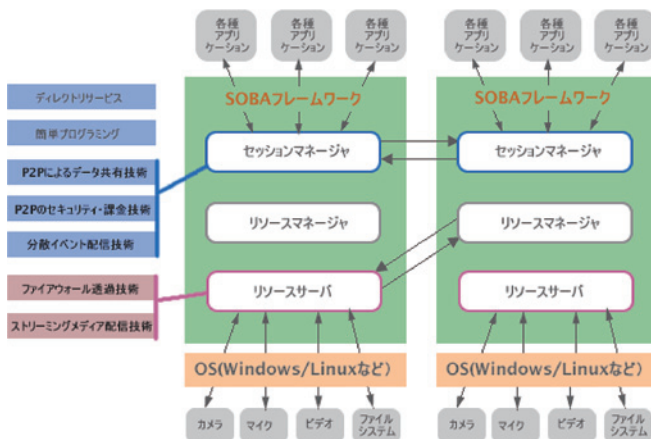 各種
アプリ
ケーション
各種
アプリ
ケーション
各種
アプリ
ケーション
各種
アプリ
ケーション
各種
アプリ
ケーション
各種
アプリ
ケーション
SOBAフレームワーク
SOBAフレームワーク
ディレクトリサービス
簡単プログラミング
P2Pによるデータ共有技術
P2Pのセキュリティ・課金技術
分散イベント配信技術
ファイアウォール透過技術
ストリーミングメディア配信技術
セッションマネージャ
セッションマネージャ
リソースマネージャ
リソースマネージャ
リソースサーバ
リソースサーバ
OS(Windows/Linuxなど)
OS(Windows/Linuxなど)
カメラ
マイク
ビデオ
ファイル
システム
カメラ
マイク
ビデオ
ファイル
システム